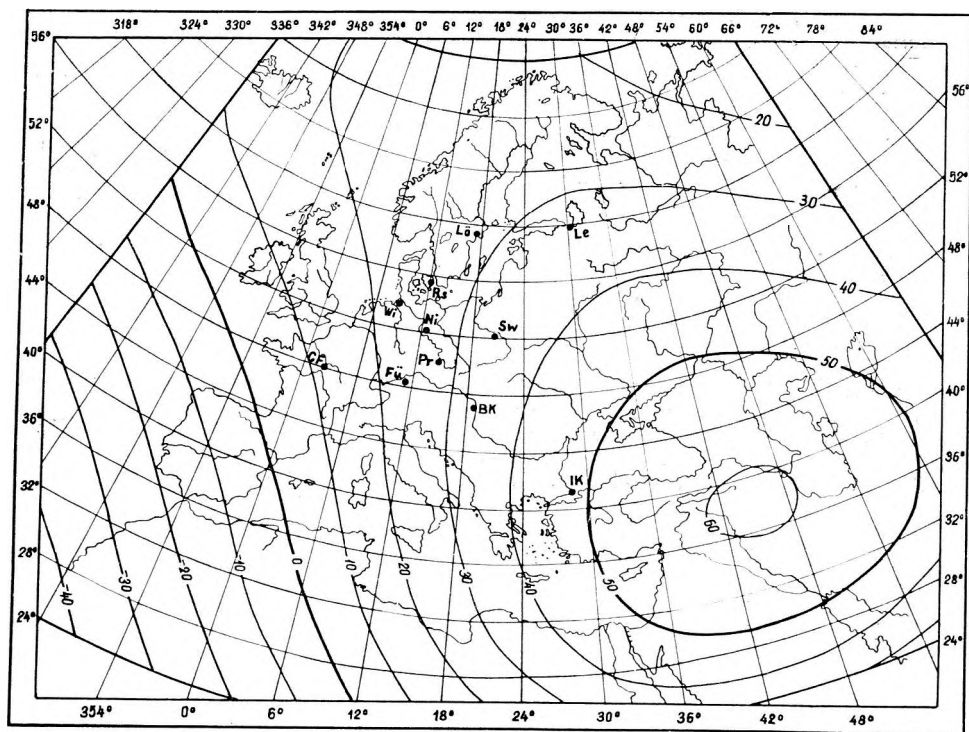 318° 324° 330° 336° 342° 348° 354° 0° 6° 12° 18° 24° 30° 36° 42° 48° 54° 60° 66° 72° 78° 84°
56° 56°
20
52° 52°
30
48° 48°
Lö Le
44° 40 44°
Rs
Wi
Ni Sw
40° CF Pr 50 40°
Fü
36° BK 36°
IK
32° 60 32°
28° -40 -30 -20 -10 0 10 20 30 40 50 28°
24° 24°
354° 0° 6° 12° 18° 24° 30° 36° 42° 48°